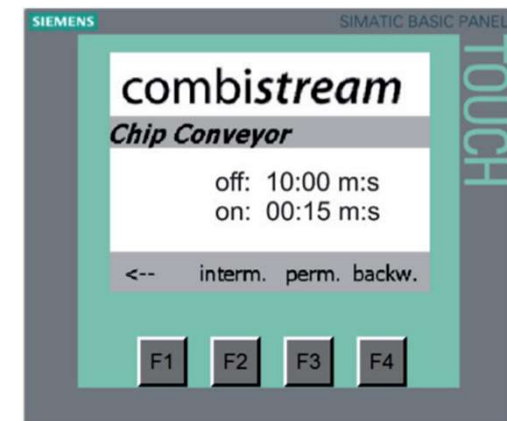 SIEMENS
SIMATIC BASIC PANEL
TOUCH
combistream
Chip Conveyor
off: 10:00 m:s
on: 00:15 m:s
<-- interm. perm. backw.
F1 F2 F3 F4